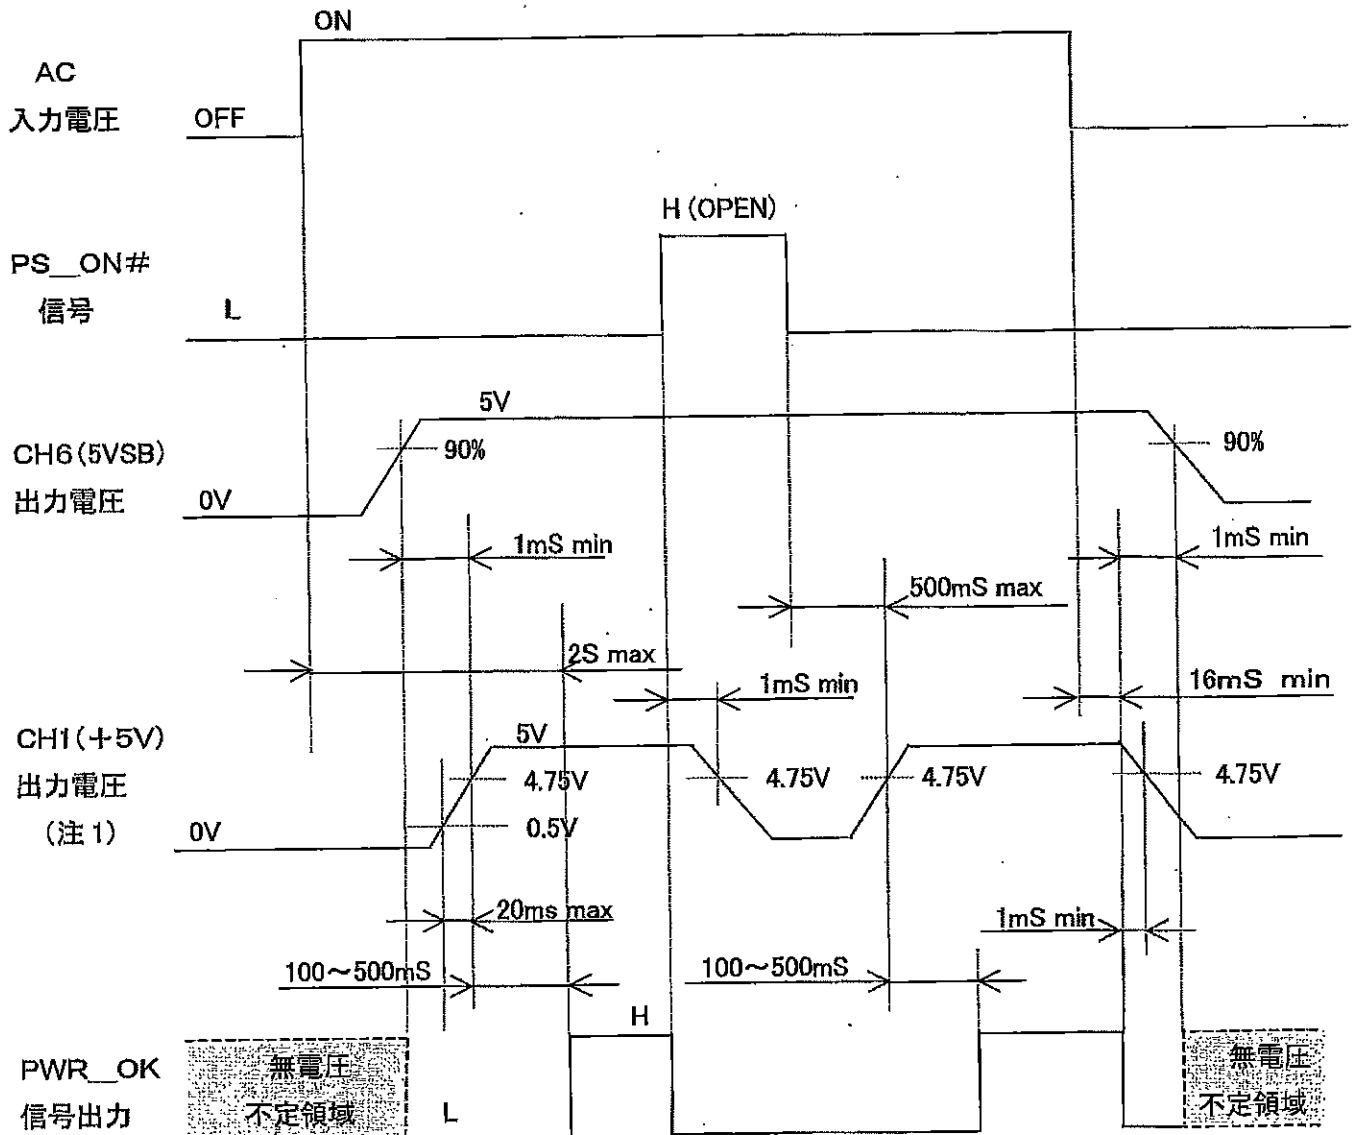 ON
AC
入力電圧
OFF
H(OPEN)
PS__ON#
信号
L
5V
CH6(5VSB)
出力電圧
90%
90%
0V
1mS min
1mS min
500mS max
2S max
1mS min
16mS min
CH1(+5V)
出力電圧
(注1)
5V
4.75V
4.75V
4.75V
4.75V
0.5V
0V
20ms max
1mS min
100~500mS
100~500mS
H
PWR__OK
信号出力
無電圧
不定領域
L
無電圧
不定領域